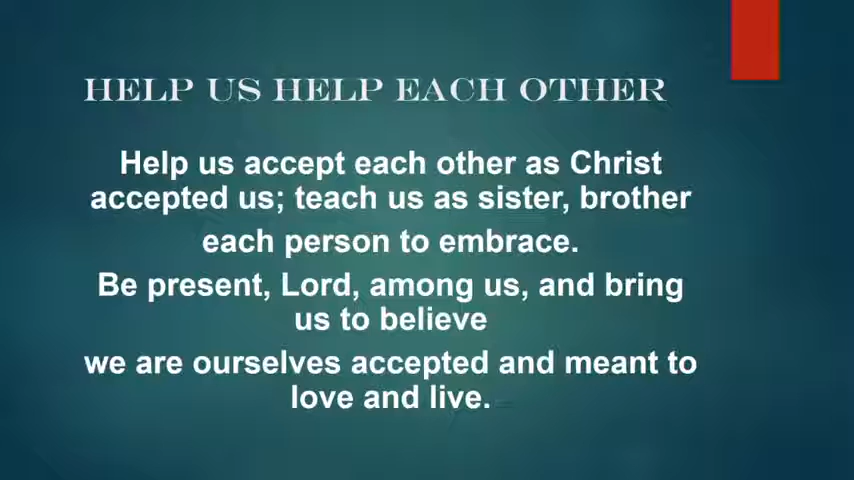 HELP US HELP EACH OTHER
Help us accept each other as Christ
accepted us; teach us as sister, brother
each person to embrace.
Be present, Lord, among us, and bring
us to believe
we are ourselves accepted and meant to
love and live.